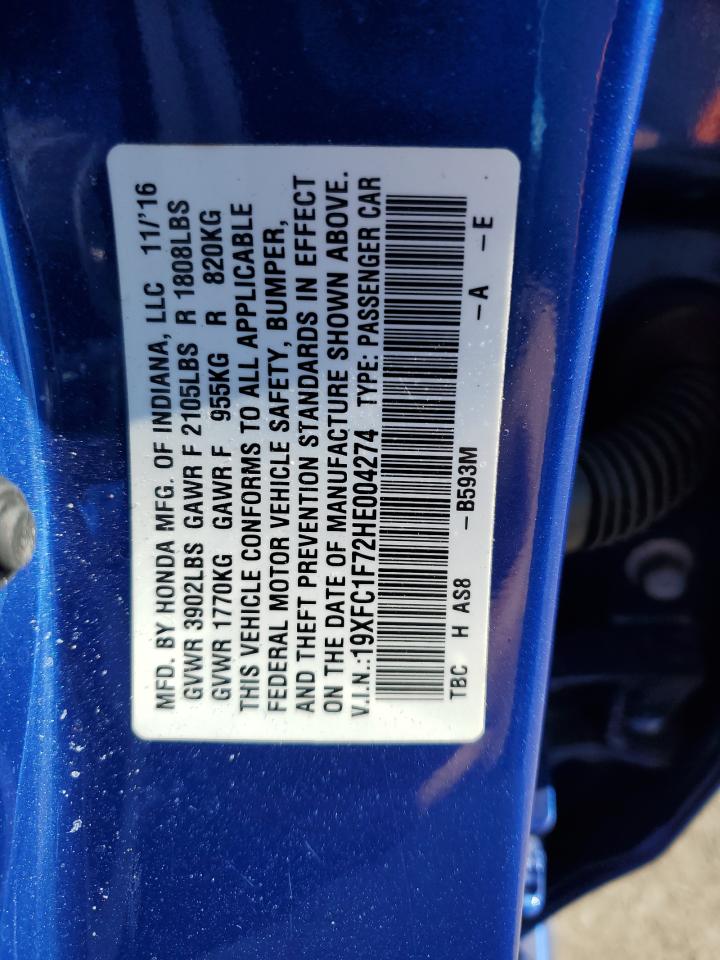 MFD. BY HONDA MFG. OF INDIANA, LLC 11/'16
GVWR 3902LBS GAWR F 2105LBS R 1808LBS
GVWR 1770KG GAWR F 955KG R 820KG
THIS VEHICLE CONFORMS TO ALL APPLICABLE
FEDERAL MOTOR VEHICLE SAFETY, BUMPER,
AND THEFT PREVENTION STANDARDS IN EFFECT
ON THE DATE OF MANUFACTURE SHOWN ABOVE.
V.I.N.:19XFC1F72HE004274 TYPE: PASSENGER CAR
TBC H AS8 -B593M -A -E